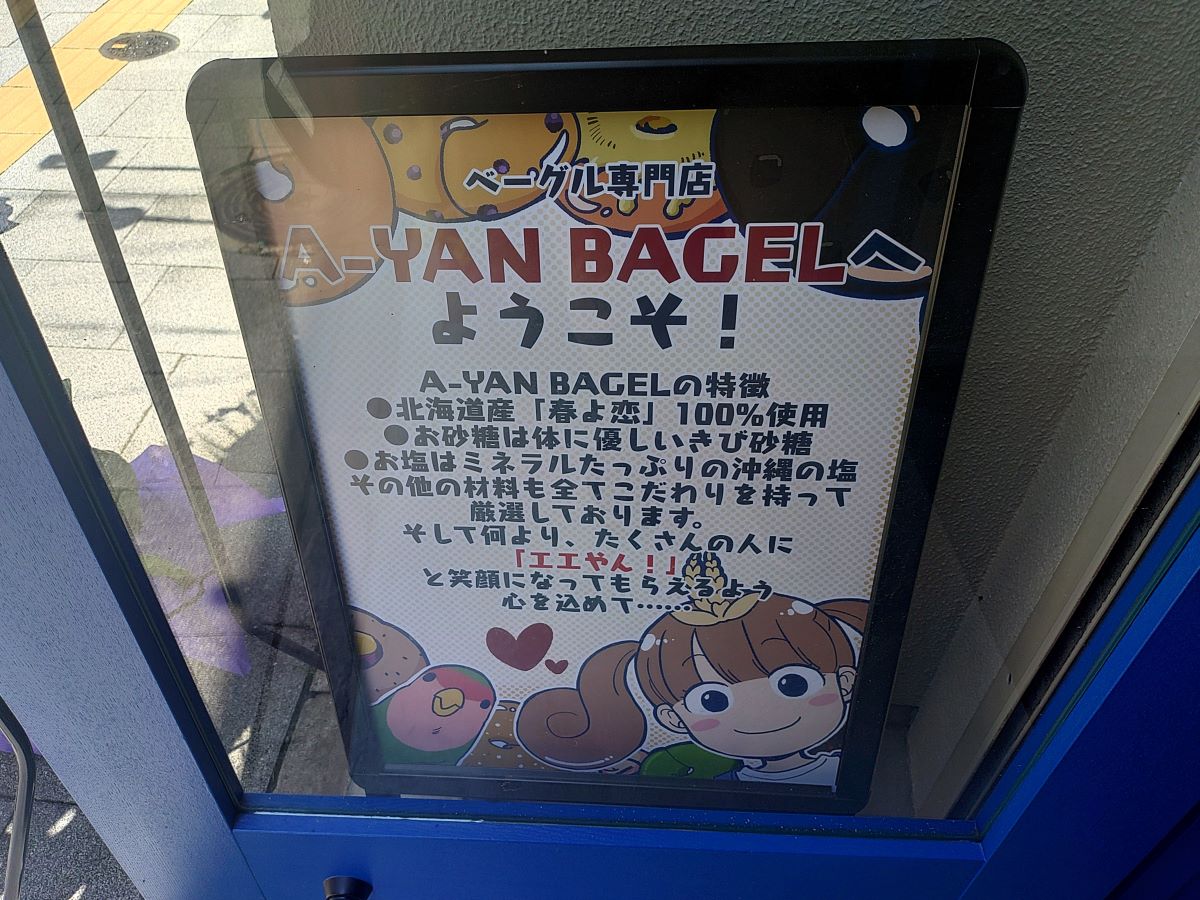 ベーグル専門店
A-YAN BAGELへ
ようこそ！
A-YAN BAGELの特徴
●北海道産「春よ恋」100%使用
●お砂糖は体に優しいきび砂糖
●お塩はミネラルたっぷりの沖縄の塩
その他の材料も全てこだわりを持って
厳選しております。
そして何より、たくさんの人に
「エエやん！」
と笑顔になってもらえるよう
心を込めて……